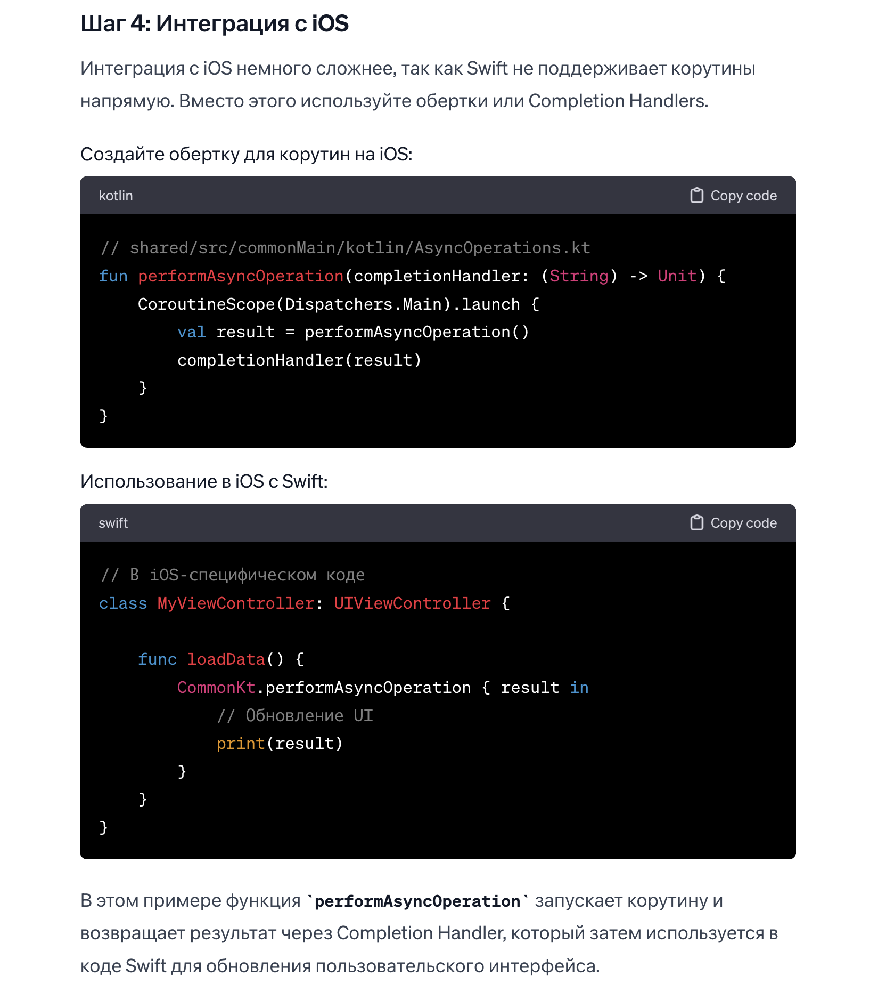 Шаг 4: Интеграция с iOS
Интеграция с iOS немного сложнее, так как Swift не поддерживает корутины
напрямую. Вместо этого используйте обертки или Completion Handlers.
Создайте обертку для корутин на iOS:
kotlin Copy code
// shared/src/commonMain/kotlin/AsyncOperations.kt
fun performAsyncOperation(completionHandler: (String) -> Unit) {
    CoroutineScope(Dispatchers.Main).launch {
        val result = performAsyncOperation()
        completionHandler(result)
    }
}
Использование в iOS с Swift:
swift Copy code
// В iOS-специфическом коде
class MyViewController: UIViewController {
    func loadData() {
        CommonKt.performAsyncOperation { result in
            // Обновление UI
            print(result)
        }
    }
}
В этом примере функция `performAsyncOperation` запускает корутину и
возвращает результат через Completion Handler, который затем используется в
коде Swift для обновления пользовательского интерфейса.